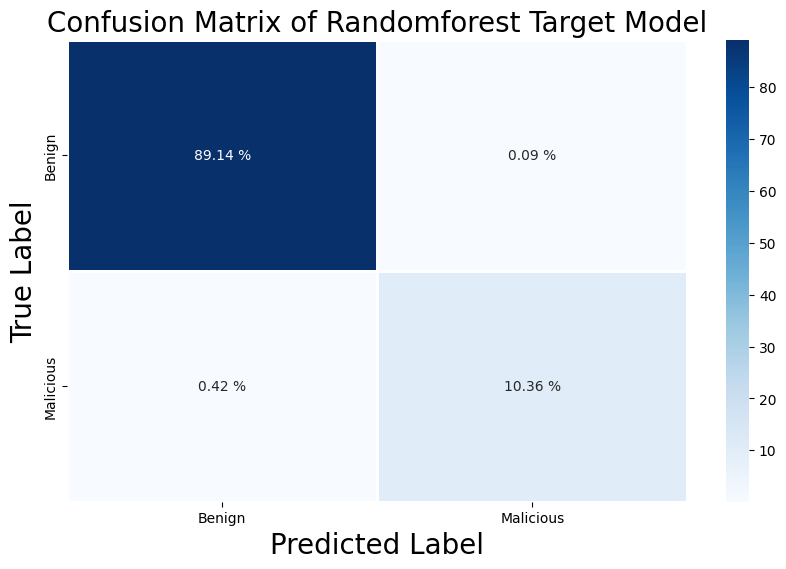 Confusion Matrix of Randomforest Target Model
True Label
Benign
Malicious
89.14 %
0.09 %
0.42 %
10.36 %
Benign
Malicious
Predicted Label
80
70
60
50
40
30
20
10